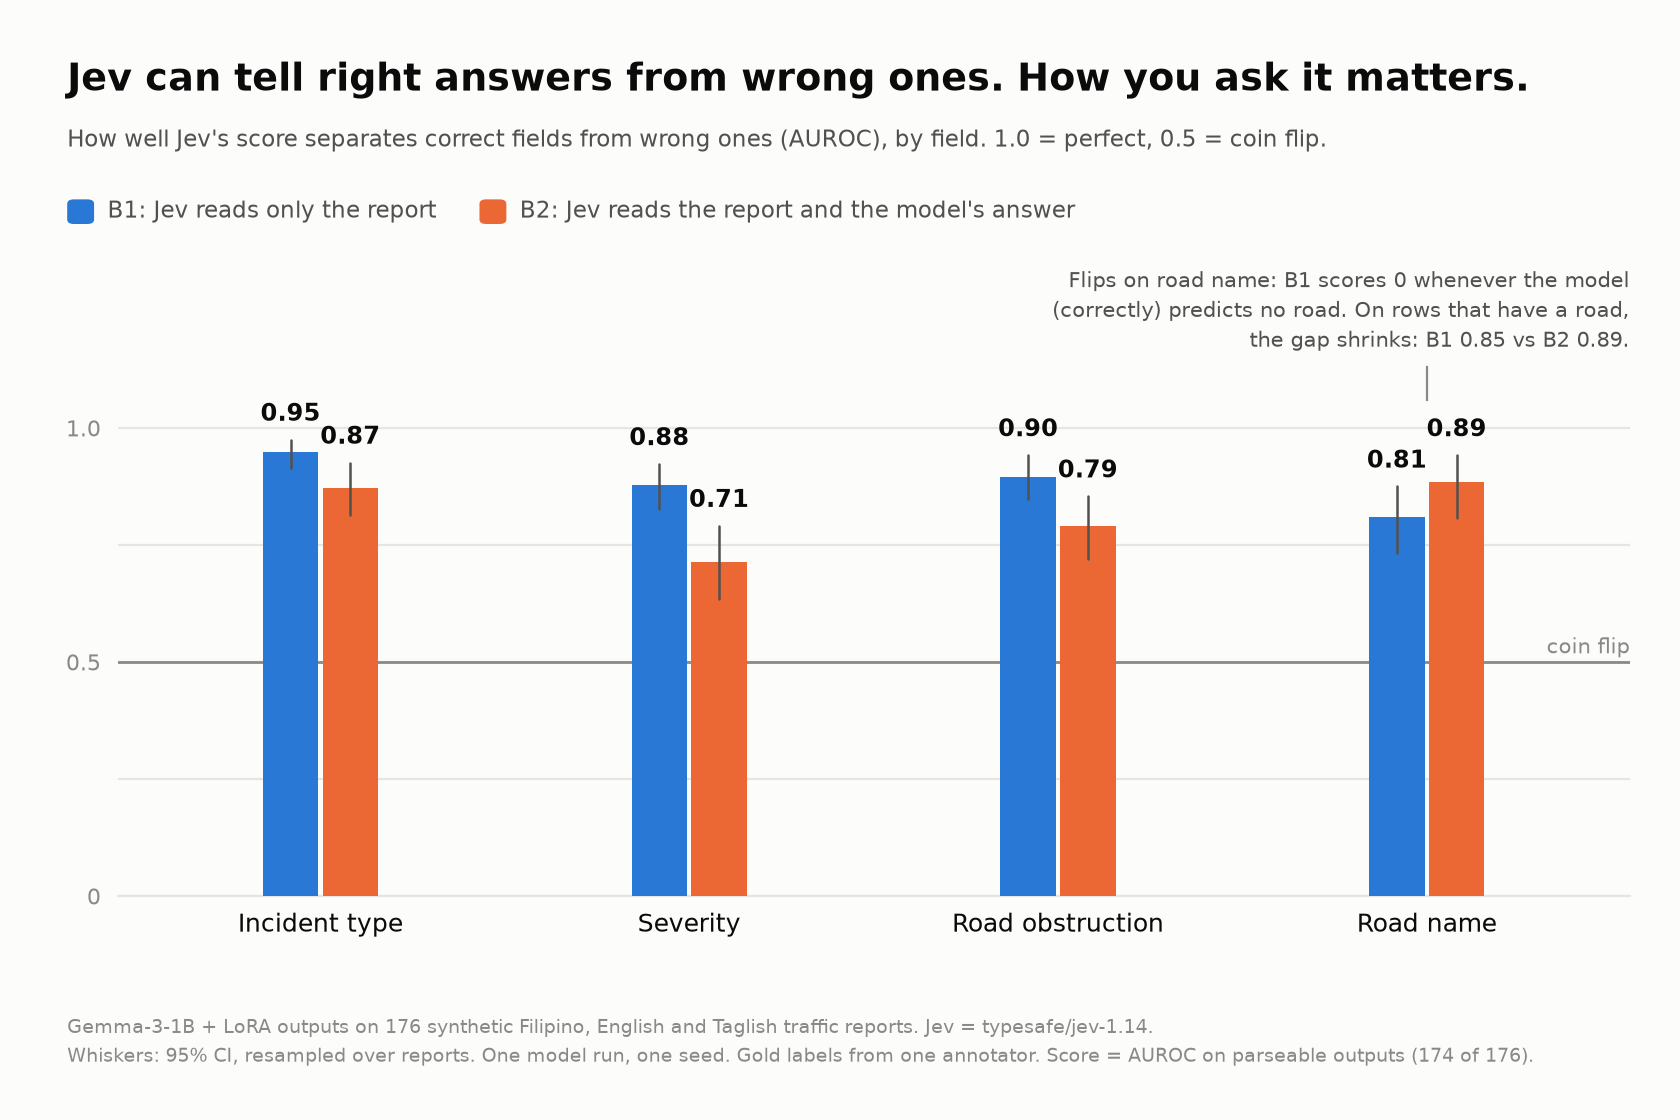 Jev can tell right answers from wrong ones. How you ask it matters.
How well Jev's score separates correct fields from wrong ones (AUROC), by field. 1.0 = perfect, 0.5 = coin flip.
B1: Jev reads only the report
B2: Jev reads the report and the model's answer
Flips on road name: B1 scores 0 whenever the model
(correctly) predicts no road. On rows that have a road,
the gap shrinks: B1 0.85 vs B2 0.89.
1.0
0.5
0
coin flip
0.95
0.87
0.88
0.71
0.90
0.79
0.81
0.89
Incident type
Severity
Road obstruction
Road name
Gemma-3-1B + LoRA outputs on 176 synthetic Filipino, English and Taglish traffic reports. Jev = typesafe/jev-1.14.
Whiskers: 95% CI, resampled over reports. One model run, one seed. Gold labels from one annotator. Score = AUROC on parseable outputs (174 of 176).